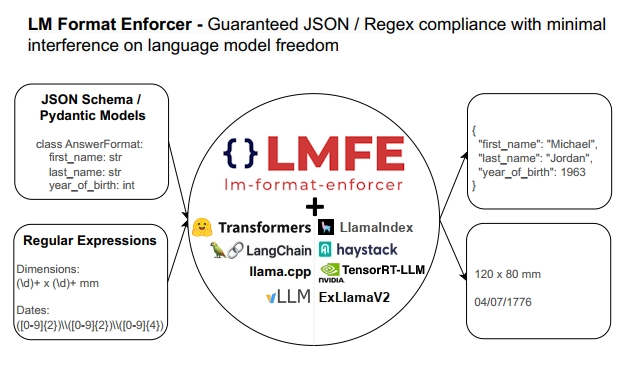 LM Format Enforcer - Guaranteed JSON / Regex compliance with minimal
interference on language model freedom
JSON Schema /
Pydantic Models
class AnswerFormat:
first_name: str
last_name: str
year_of_birth: int
Regular Expressions
Dimensions:
(\d)+ x (\d)+ mm
Dates:
([0-9]{2})\\([0-9]{2})\\([0-9]{4})
{} LMFE
lm-format-enforcer
+
Transformers LlamaIndex
LangChain haystack
llama.cpp NVIDIA TensorRT-LLM
vLLM ExLlamaV2
{
"first_name": "Michael",
"last_name": "Jordan",
"year_of_birth": 1963
}
120 x 80 mm
04/07/1776